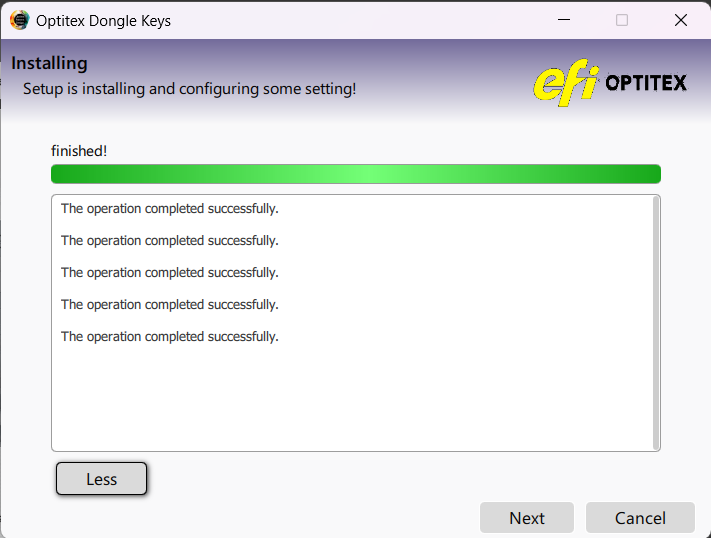 Optitex Dongle Keys
Installing
Setup is installing and configuring some setting!
efi OPTITEX
finished!
The operation completed successfully.
The operation completed successfully.
The operation completed successfully.
The operation completed successfully.
The operation completed successfully.
Less
Next Cancel